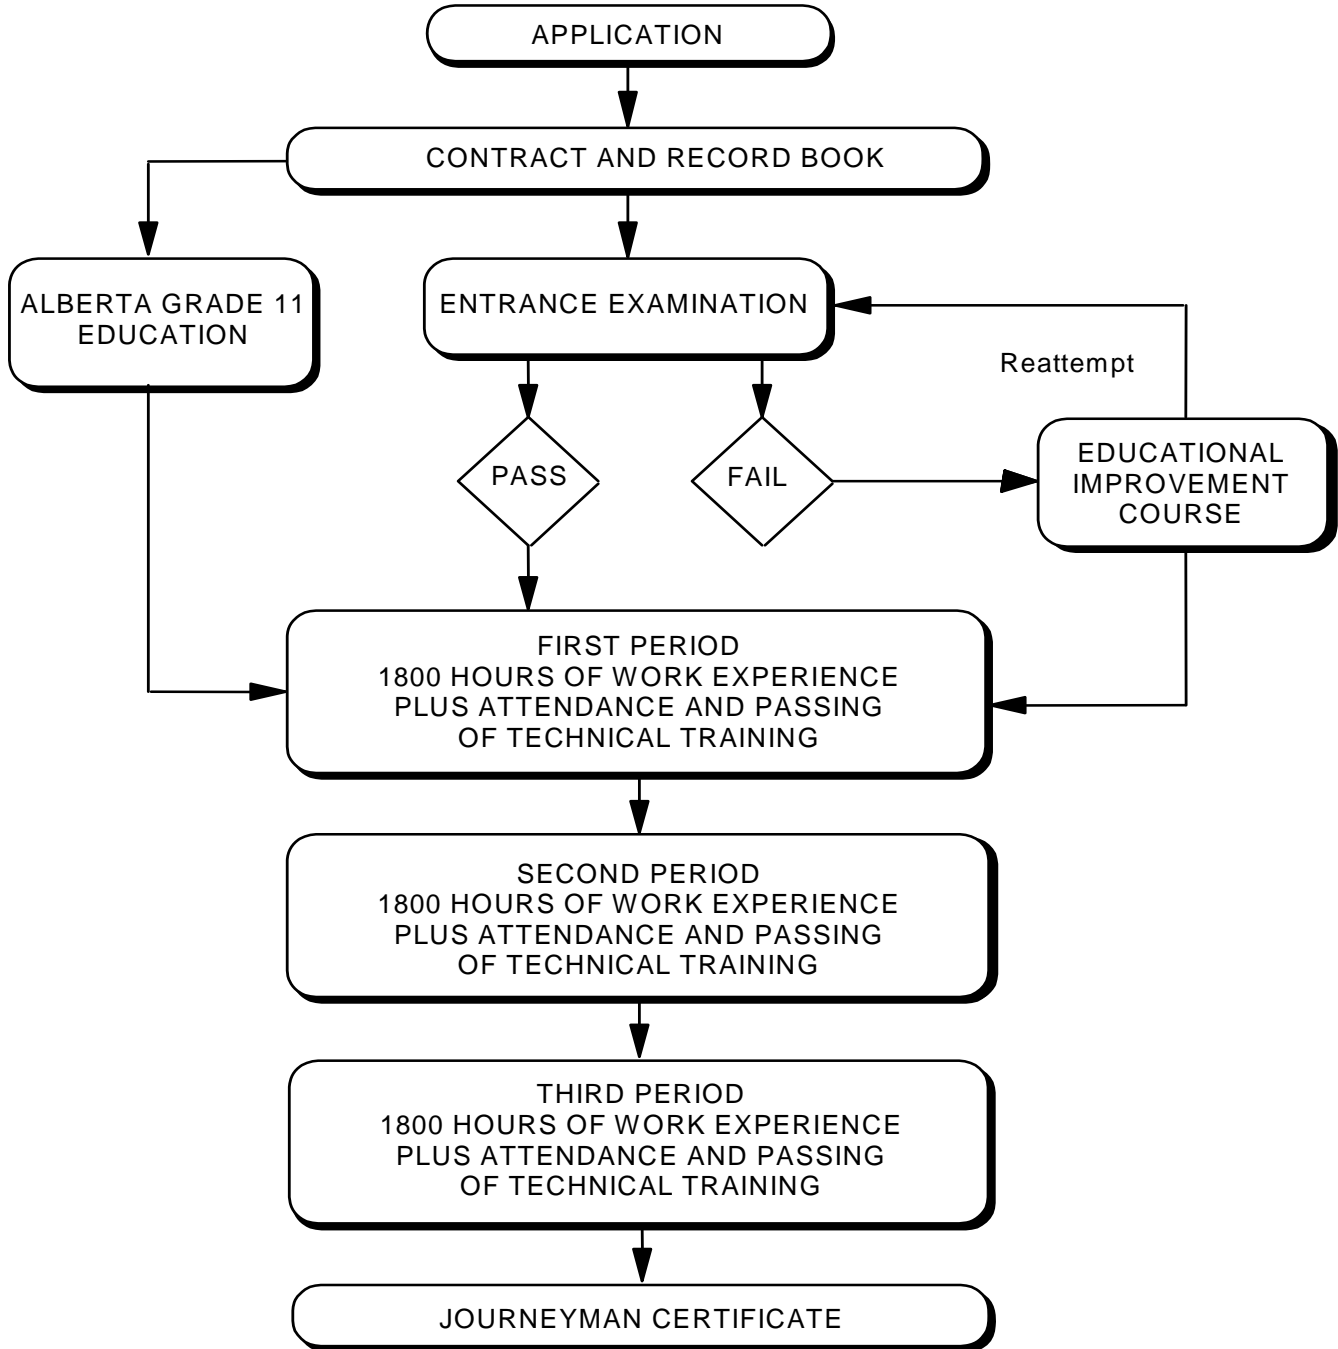 APPLICATION
CONTRACT AND RECORD BOOK
ALBERTA GRADE 11
EDUCATION
ENTRANCE EXAMINATION
Reattempt
PASS
FAIL
EDUCATIONAL
IMPROVEMENT
COURSE
FIRST PERIOD
1800 HOURS OF WORK EXPERIENCE
PLUS ATTENDANCE AND PASSING
OF TECHNICAL TRAINING
SECOND PERIOD
1800 HOURS OF WORK EXPERIENCE
PLUS ATTENDANCE AND PASSING
OF TECHNICAL TRAINING
THIRD PERIOD
1800 HOURS OF WORK EXPERIENCE
PLUS ATTENDANCE AND PASSING
OF TECHNICAL TRAINING
JOURNEYMAN CERTIFICATE